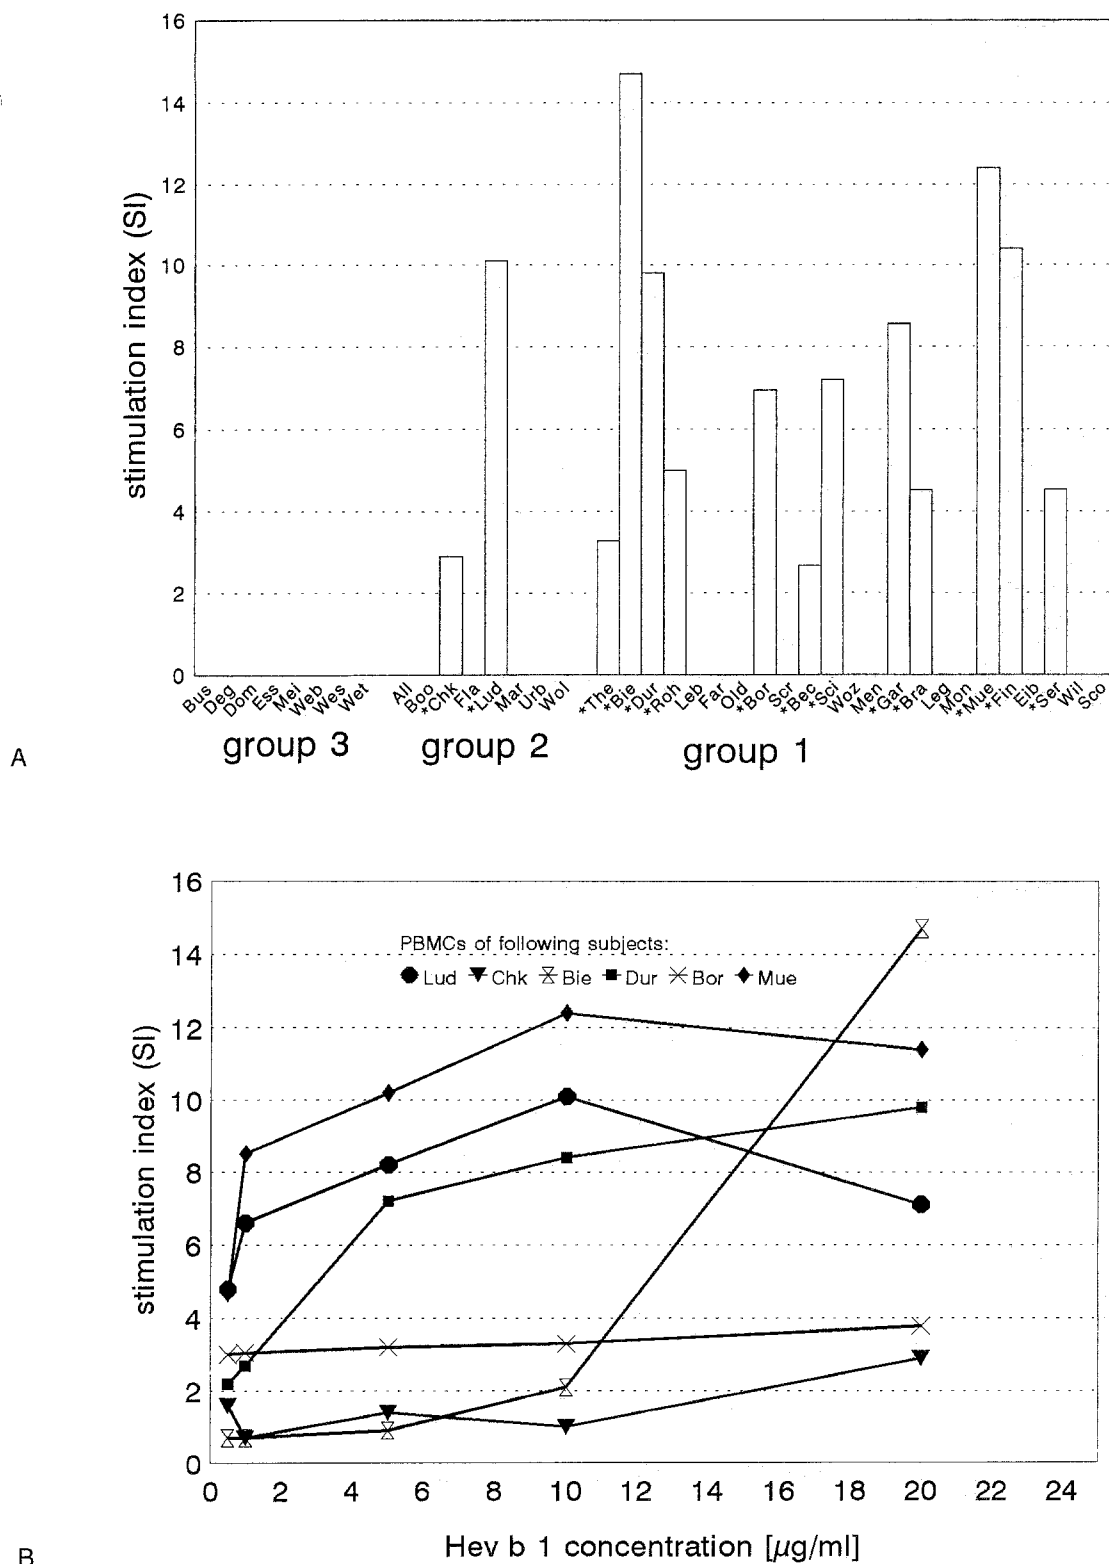 16
14
12
10
8
6
4
2
0
stimulation index (SI)
Bus Deg Dom Ess Mei Web Wes Wet All Boo *Chk Fla *Lud Mar Urb Wol *The *Bie *Dur *Roh Leb Far Old *Bor Scr *Bec *Sci Woz Men *Gar *Bra Leg Mon *Mue *Fin Eib *Ser Wil Sco
group 3 group 2 group 1
A
16
14
12
10
8
6
4
2
0
stimulation index (SI)
PBMCs of following subjects:
Lud Chk Bie Dur Bor Mue
0 2 4 6 8 10 12 14 16 18 20 22 24
Hev b 1 concentration [µg/ml]
B